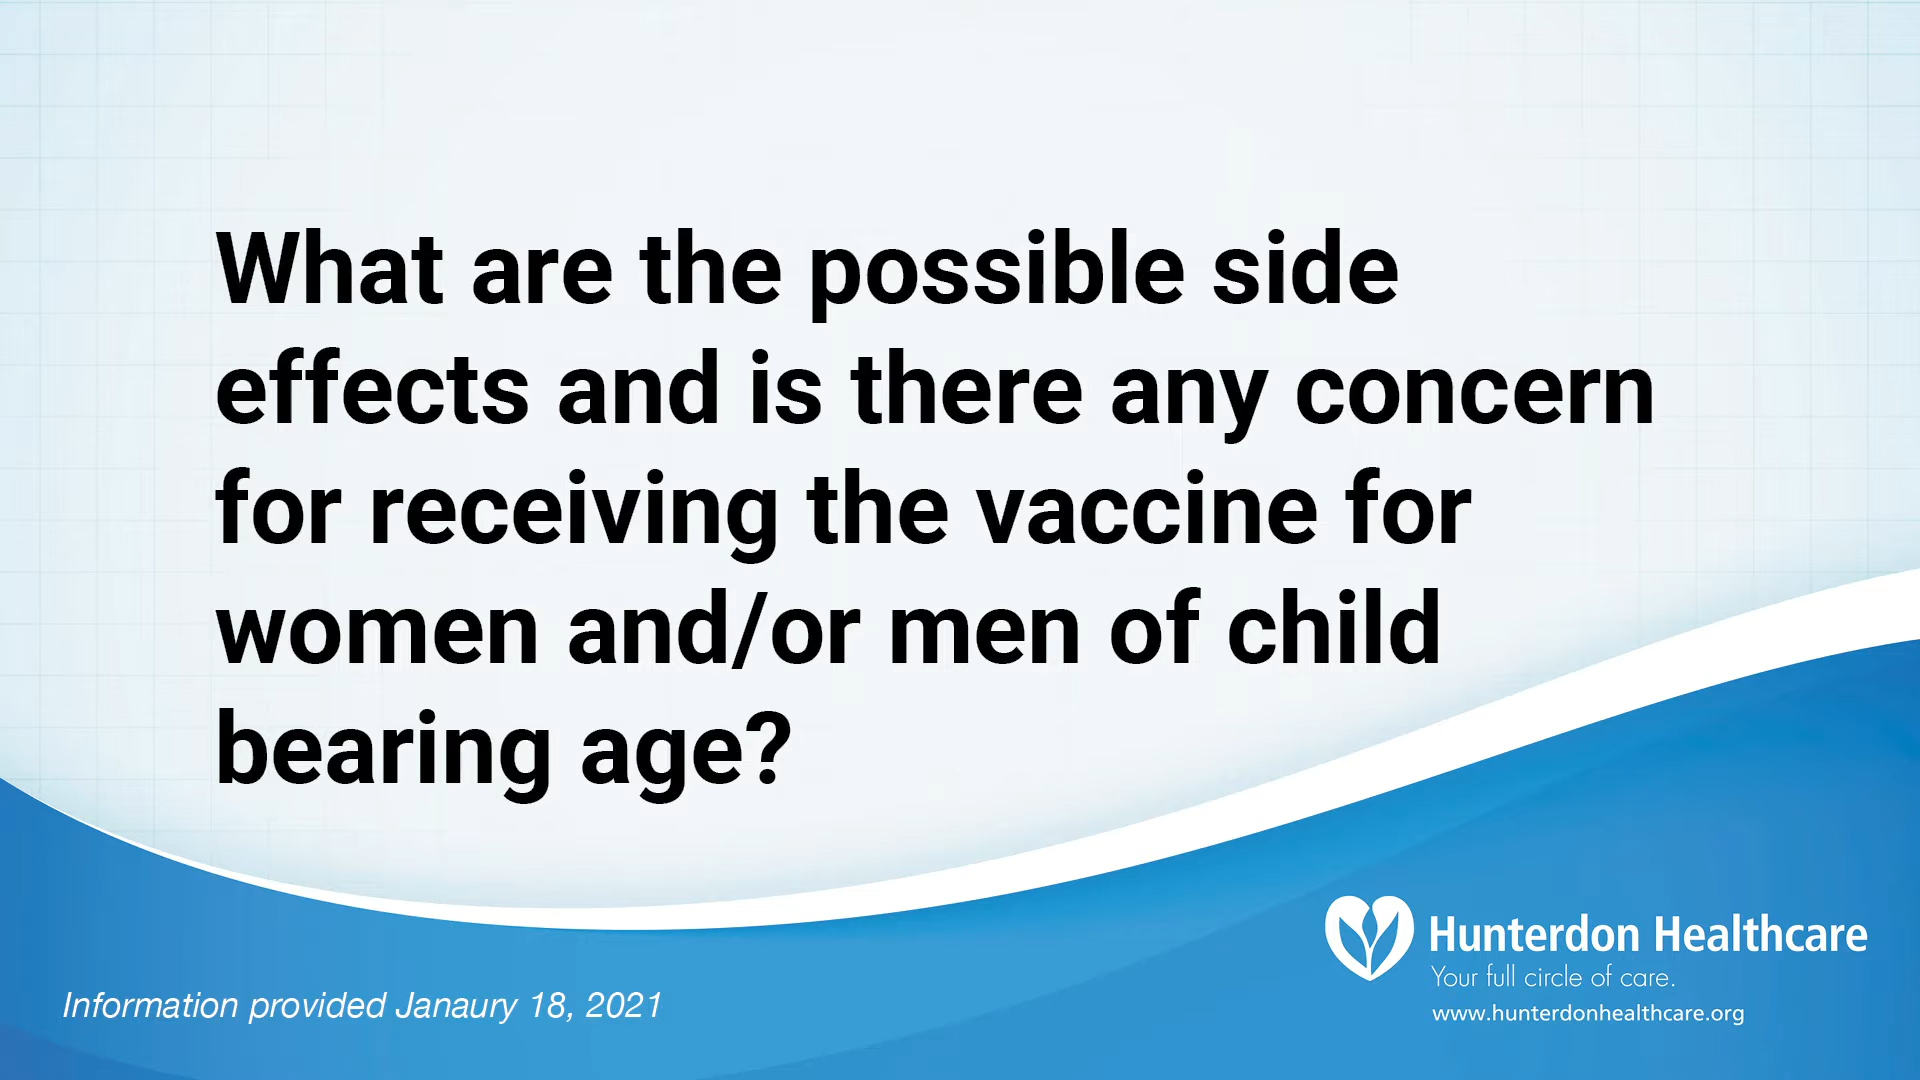 What are the possible side
effects and is there any concern
for receiving the vaccine for
women and/or men of child
bearing age?
Hunterdon Healthcare
Your full circle of care.
www.hunterdonhealthcare.org
Information provided Janaury 18, 2021